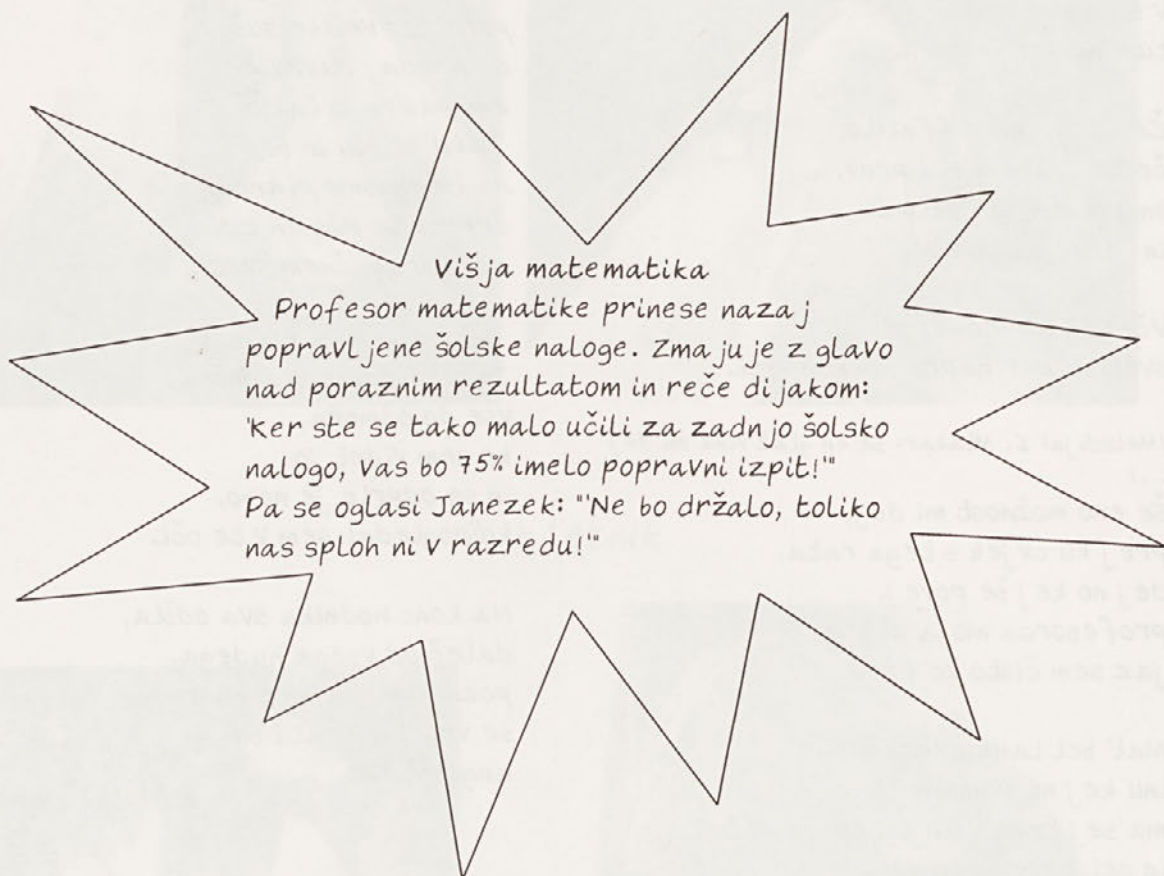 Višja matematika
Profesor matematike prinese nazaj
popravljene šolske naloge. Zmajuje z glavo
nad poraznim rezultatom in reče dijakom:
'Ker ste se tako malo učili za zadnjo šolsko
nalogo, vas bo 75% imelo popravni izpit!'"
Pa se oglasi Janezek: "'Ne bo držalo, toliko
nas sploh ni v razredu!'"